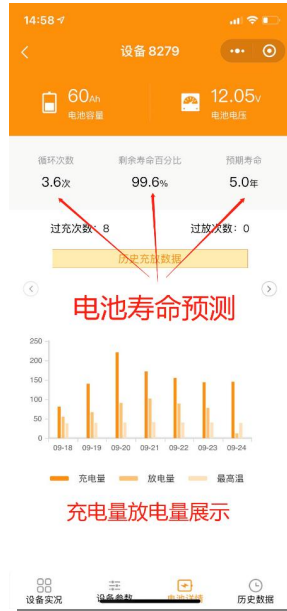 14:58
设备 8279
60Ah
电池容量
12.05v
电池电压
循环次数
剩余寿命百分比
预期寿命
3.6次
99.6%
5.0年
过充次数：8
过放次数：0
历史充放数据
电池寿命预测
250
200
150
100
50
0
09-18 09-19 09-20 09-21 09-22 09-23 09-24
充电量 放电量 最高温
充电量放电量展示
设备实况 设备参数 电池详情 历史数据